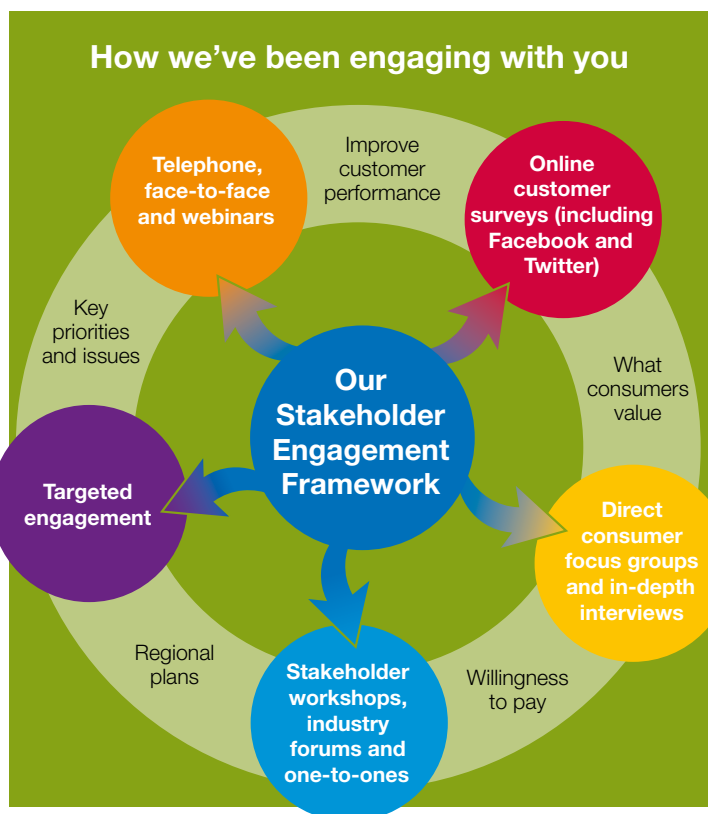 How we’ve been engaging with you
Telephone,
face-to-face
and webinars
Improve
customer
performance
Online
customer
surveys (including
Facebook and
Twitter)
Key
priorities
and issues
What
consumers
value
Our
Stakeholder
Engagement
Framework
Targeted
engagement
Direct
consumer
focus groups
and in-depth
interviews
Regional
plans
Stakeholder
workshops,
industry
forums and
one-to-ones
Willingness
to pay